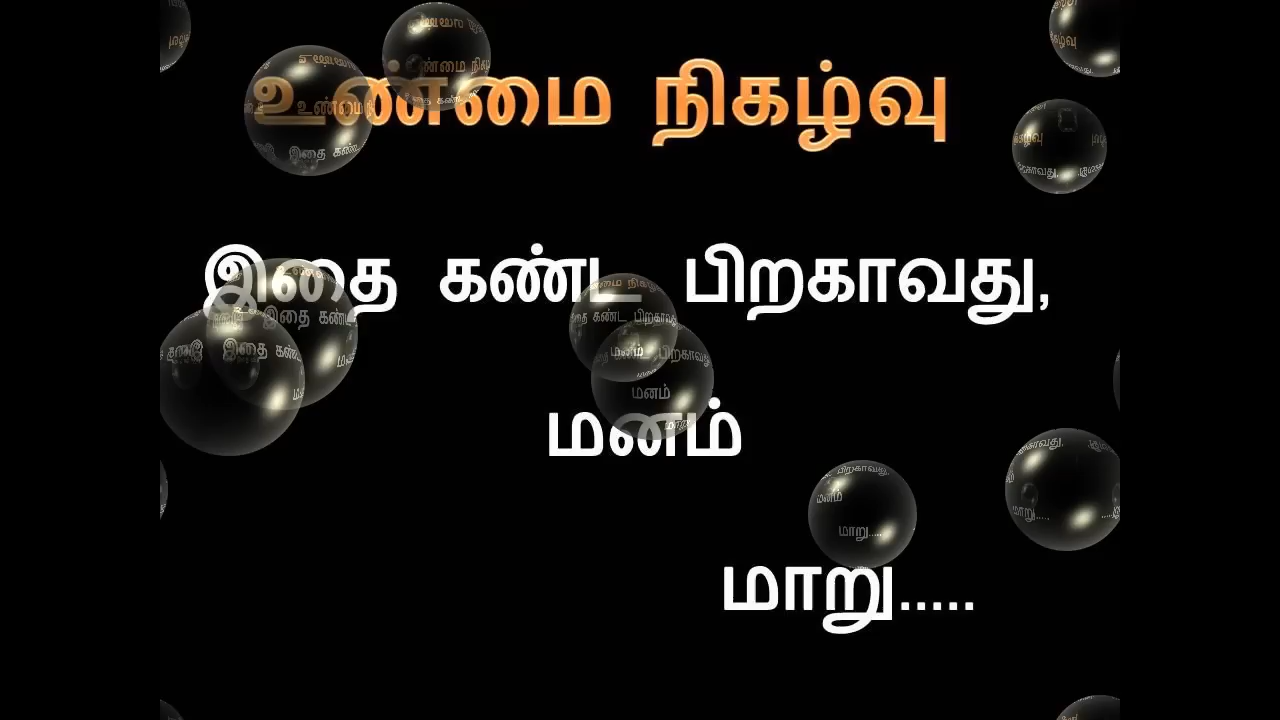 உண்மை நிகழ்வு
இதை கண்ட பிறகாவது,
மனம்
மாறு.....